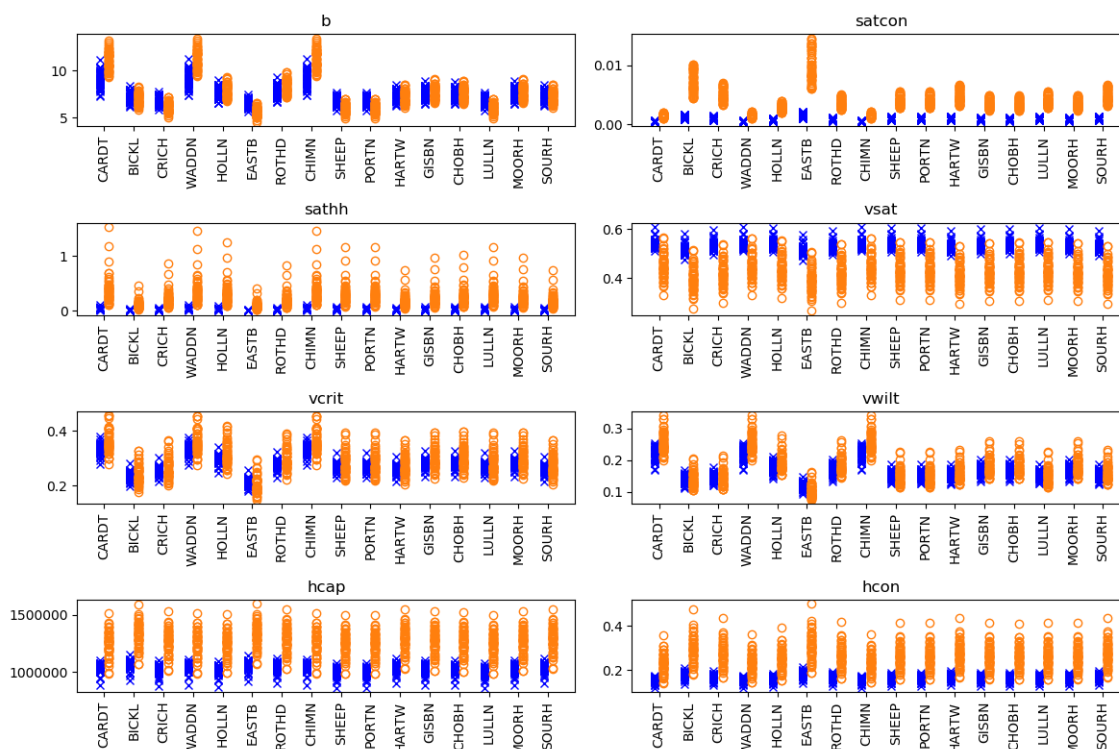 b
10
5
CARDT BICKL CRICH WADDN HOLLN EASTB ROTHD CHIMN SHEEP PORTN HARTW GISBN CHOBH LULLN MOORH SOURH
satcon
0.01
0.00
CARDT BICKL CRICH WADDN HOLLN EASTB ROTHD CHIMN SHEEP PORTN HARTW GISBN CHOBH LULLN MOORH SOURH
sathh
1
0
CARDT BICKL CRICH WADDN HOLLN EASTB ROTHD CHIMN SHEEP PORTN HARTW GISBN CHOBH LULLN MOORH SOURH
vsat
0.6
0.4
CARDT BICKL CRICH WADDN HOLLN EASTB ROTHD CHIMN SHEEP PORTN HARTW GISBN CHOBH LULLN MOORH SOURH
vcrit
0.4
0.2
CARDT BICKL CRICH WADDN HOLLN EASTB ROTHD CHIMN SHEEP PORTN HARTW GISBN CHOBH LULLN MOORH SOURH
vwilt
0.3
0.2
0.1
CARDT BICKL CRICH WADDN HOLLN EASTB ROTHD CHIMN SHEEP PORTN HARTW GISBN CHOBH LULLN MOORH SOURH
hcap
1500000
1000000
CARDT BICKL CRICH WADDN HOLLN EASTB ROTHD CHIMN SHEEP PORTN HARTW GISBN CHOBH LULLN MOORH SOURH
hcon
0.4
0.2
CARDT BICKL CRICH WADDN HOLLN EASTB ROTHD CHIMN SHEEP PORTN HARTW GISBN CHOBH LULLN MOORH SOURH